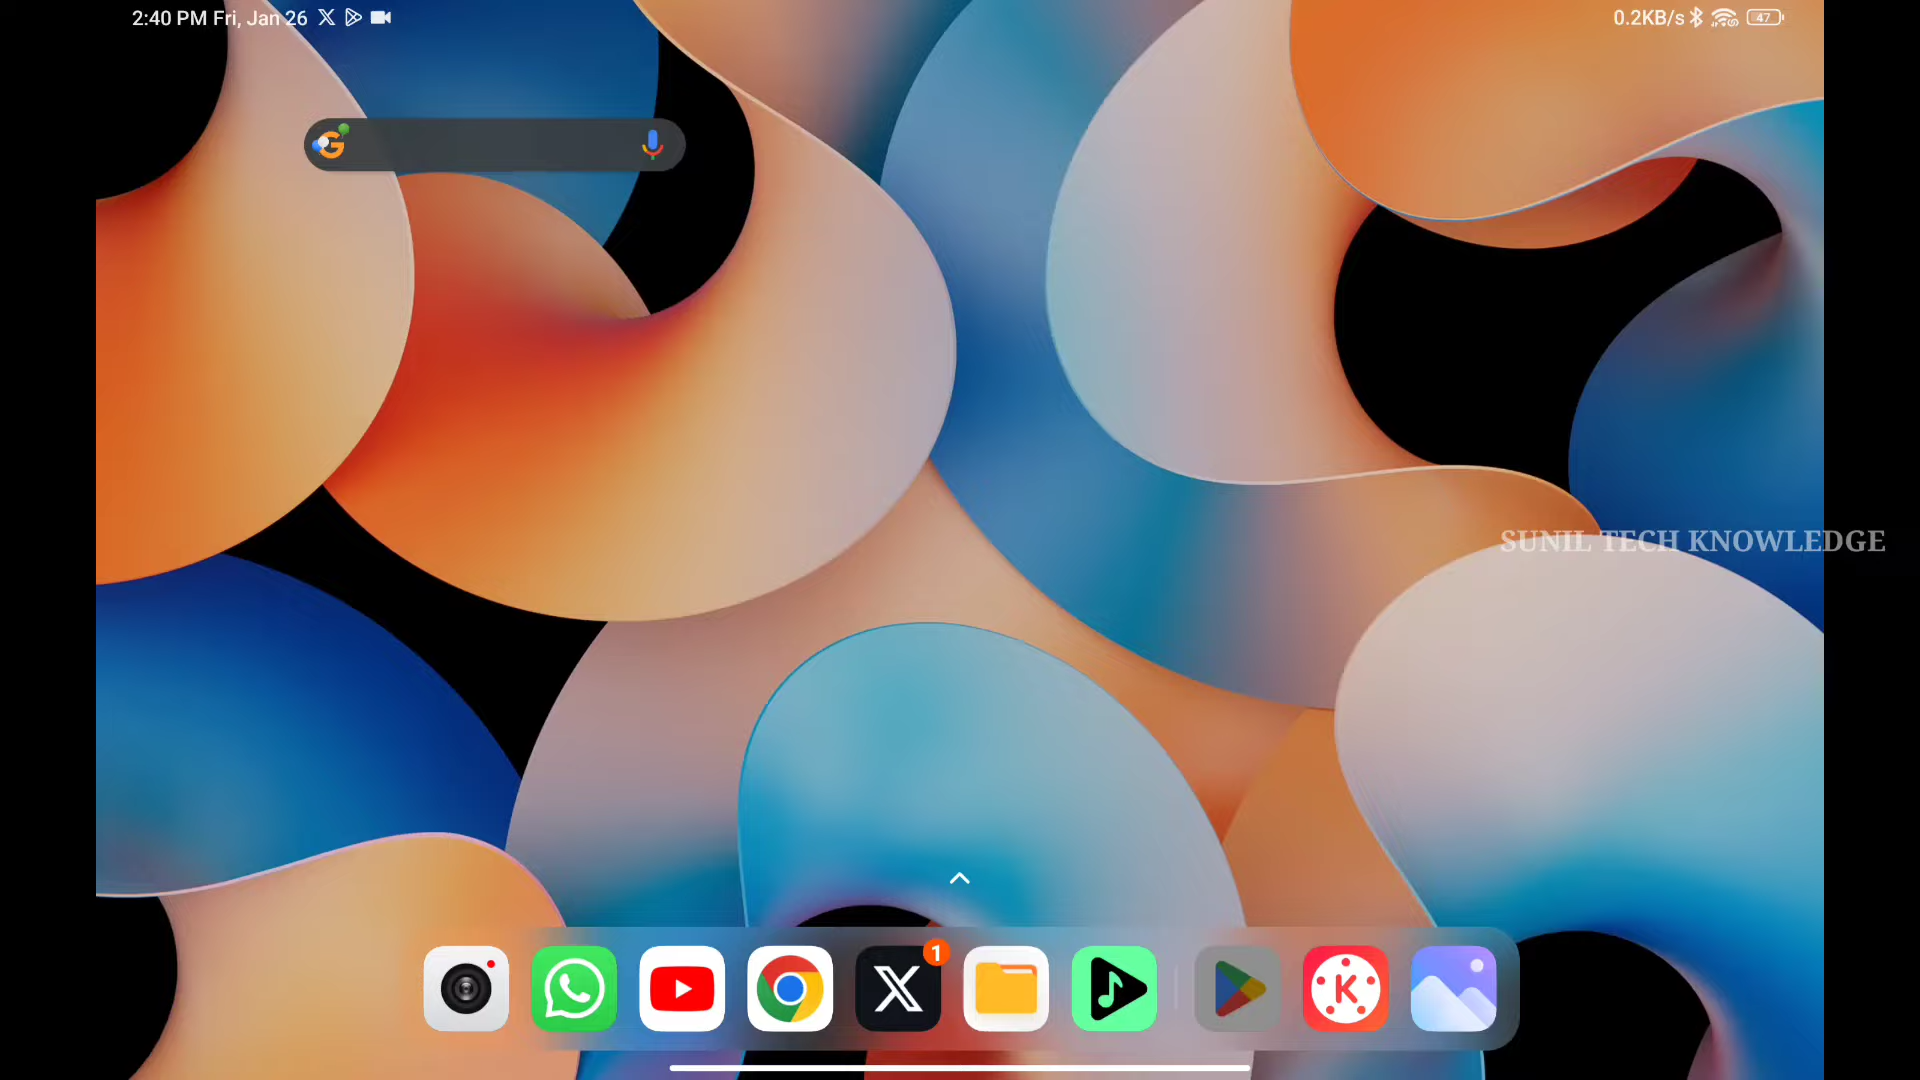 2:40 PM Fri, Jan 26
0.2KB/s
47
SUNIL TECH KNOWLEDGE
1
K